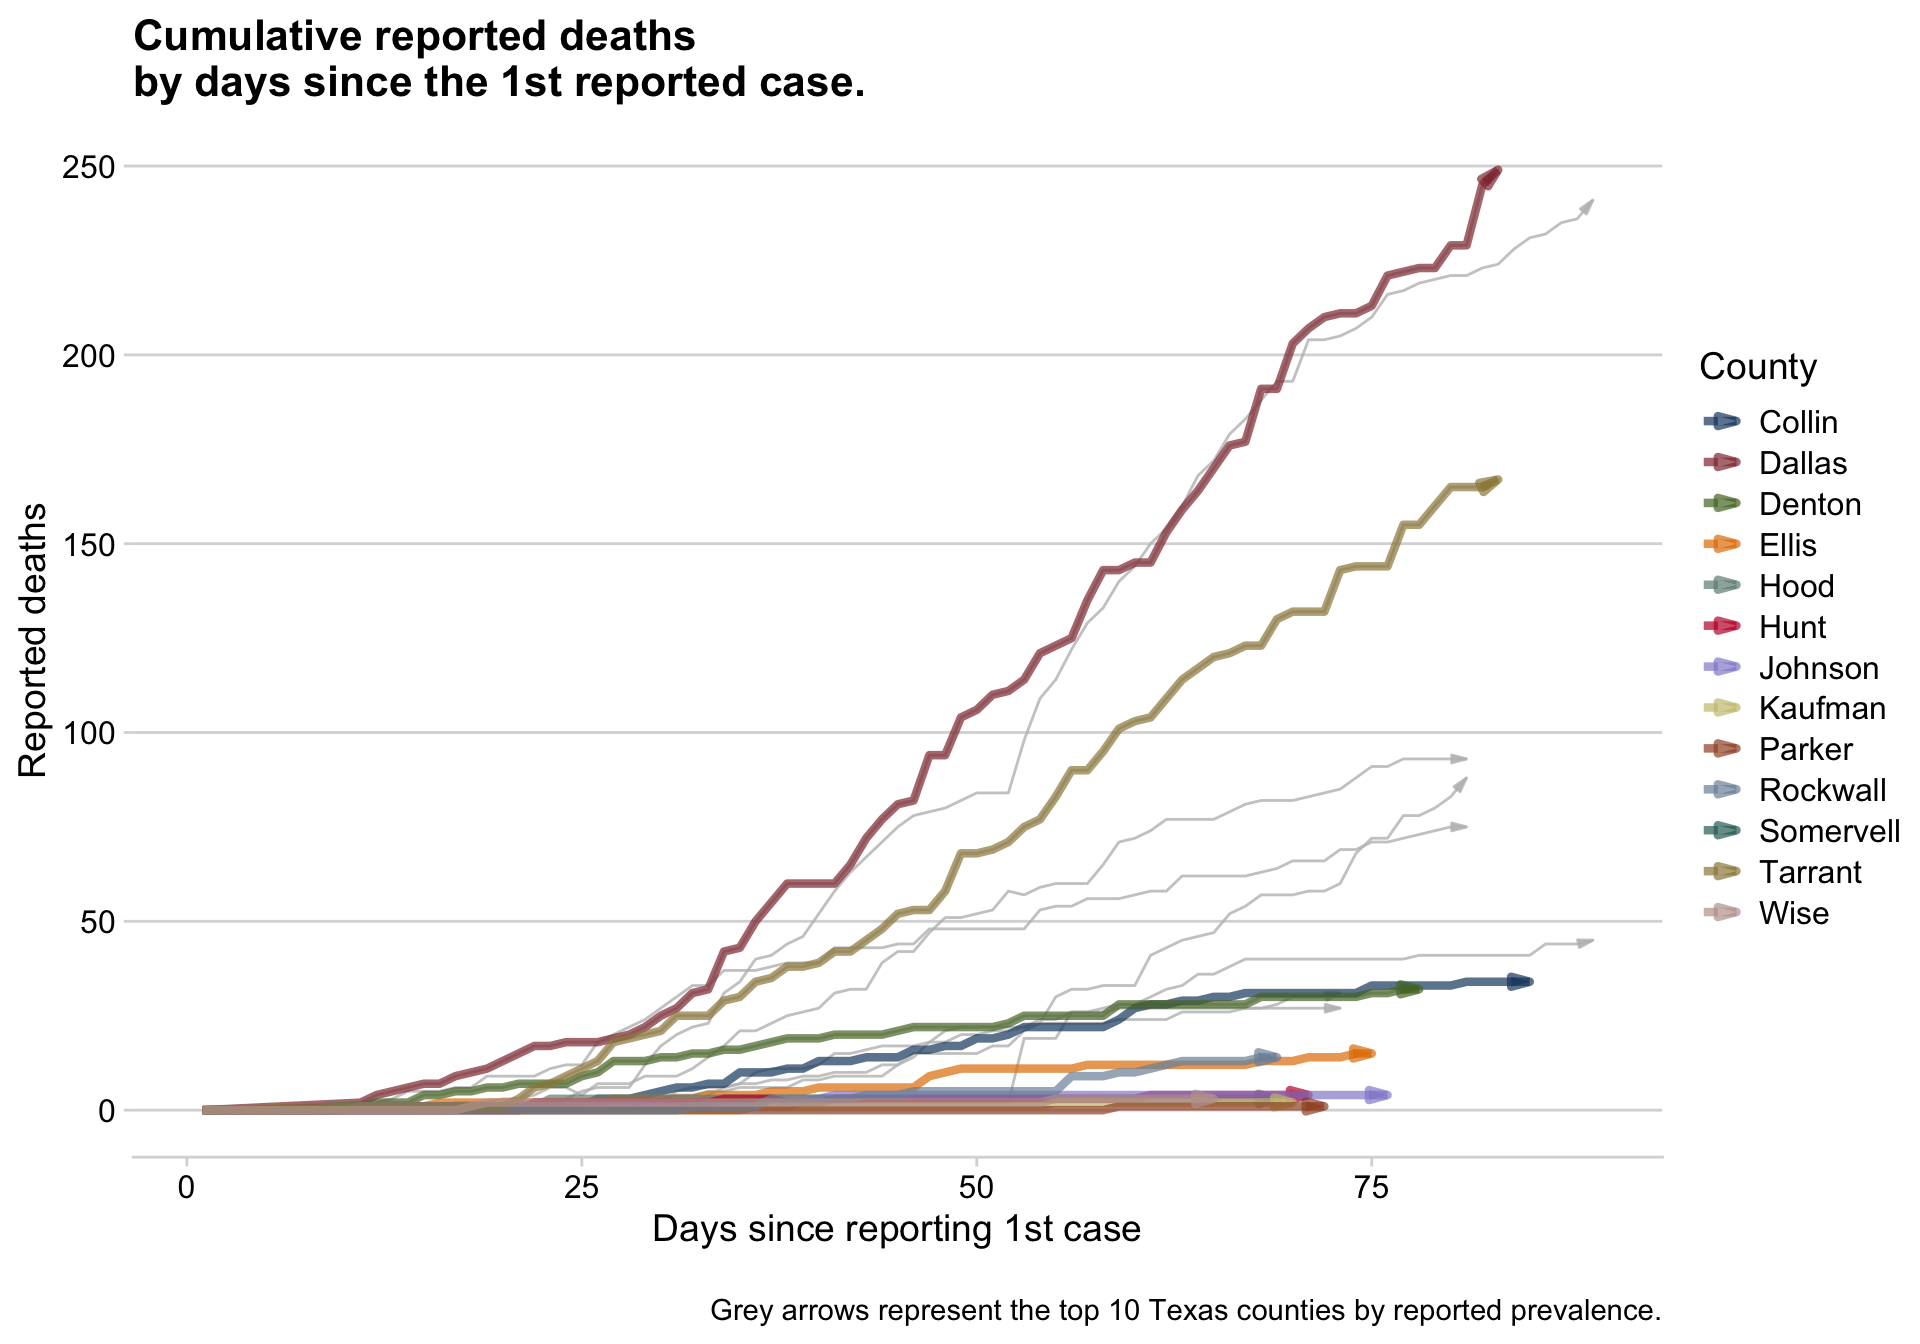 Cumulative reported deaths
by days since the 1st reported case.
250
200
150
100
50
0
Reported deaths
0 25 50 75
Days since reporting 1st case
County
Collin
Dallas
Denton
Ellis
Hood
Hunt
Johnson
Kaufman
Parker
Rockwall
Somervell
Tarrant
Wise
Grey arrows represent the top 10 Texas counties by reported prevalence.